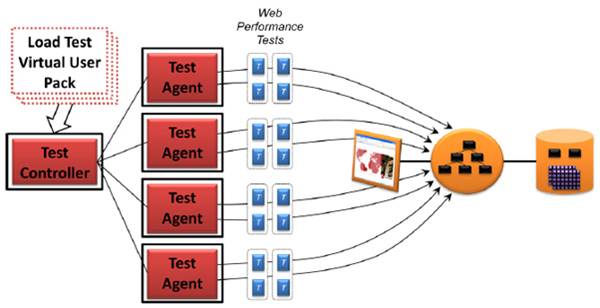 Web
Performance
Tests
Load Test
Virtual User
Pack
Test
Controller
Test
Agent
T T
T T
Test
Agent
T T
T T
Test
Agent
T T
T T
Test
Agent
T T
T T